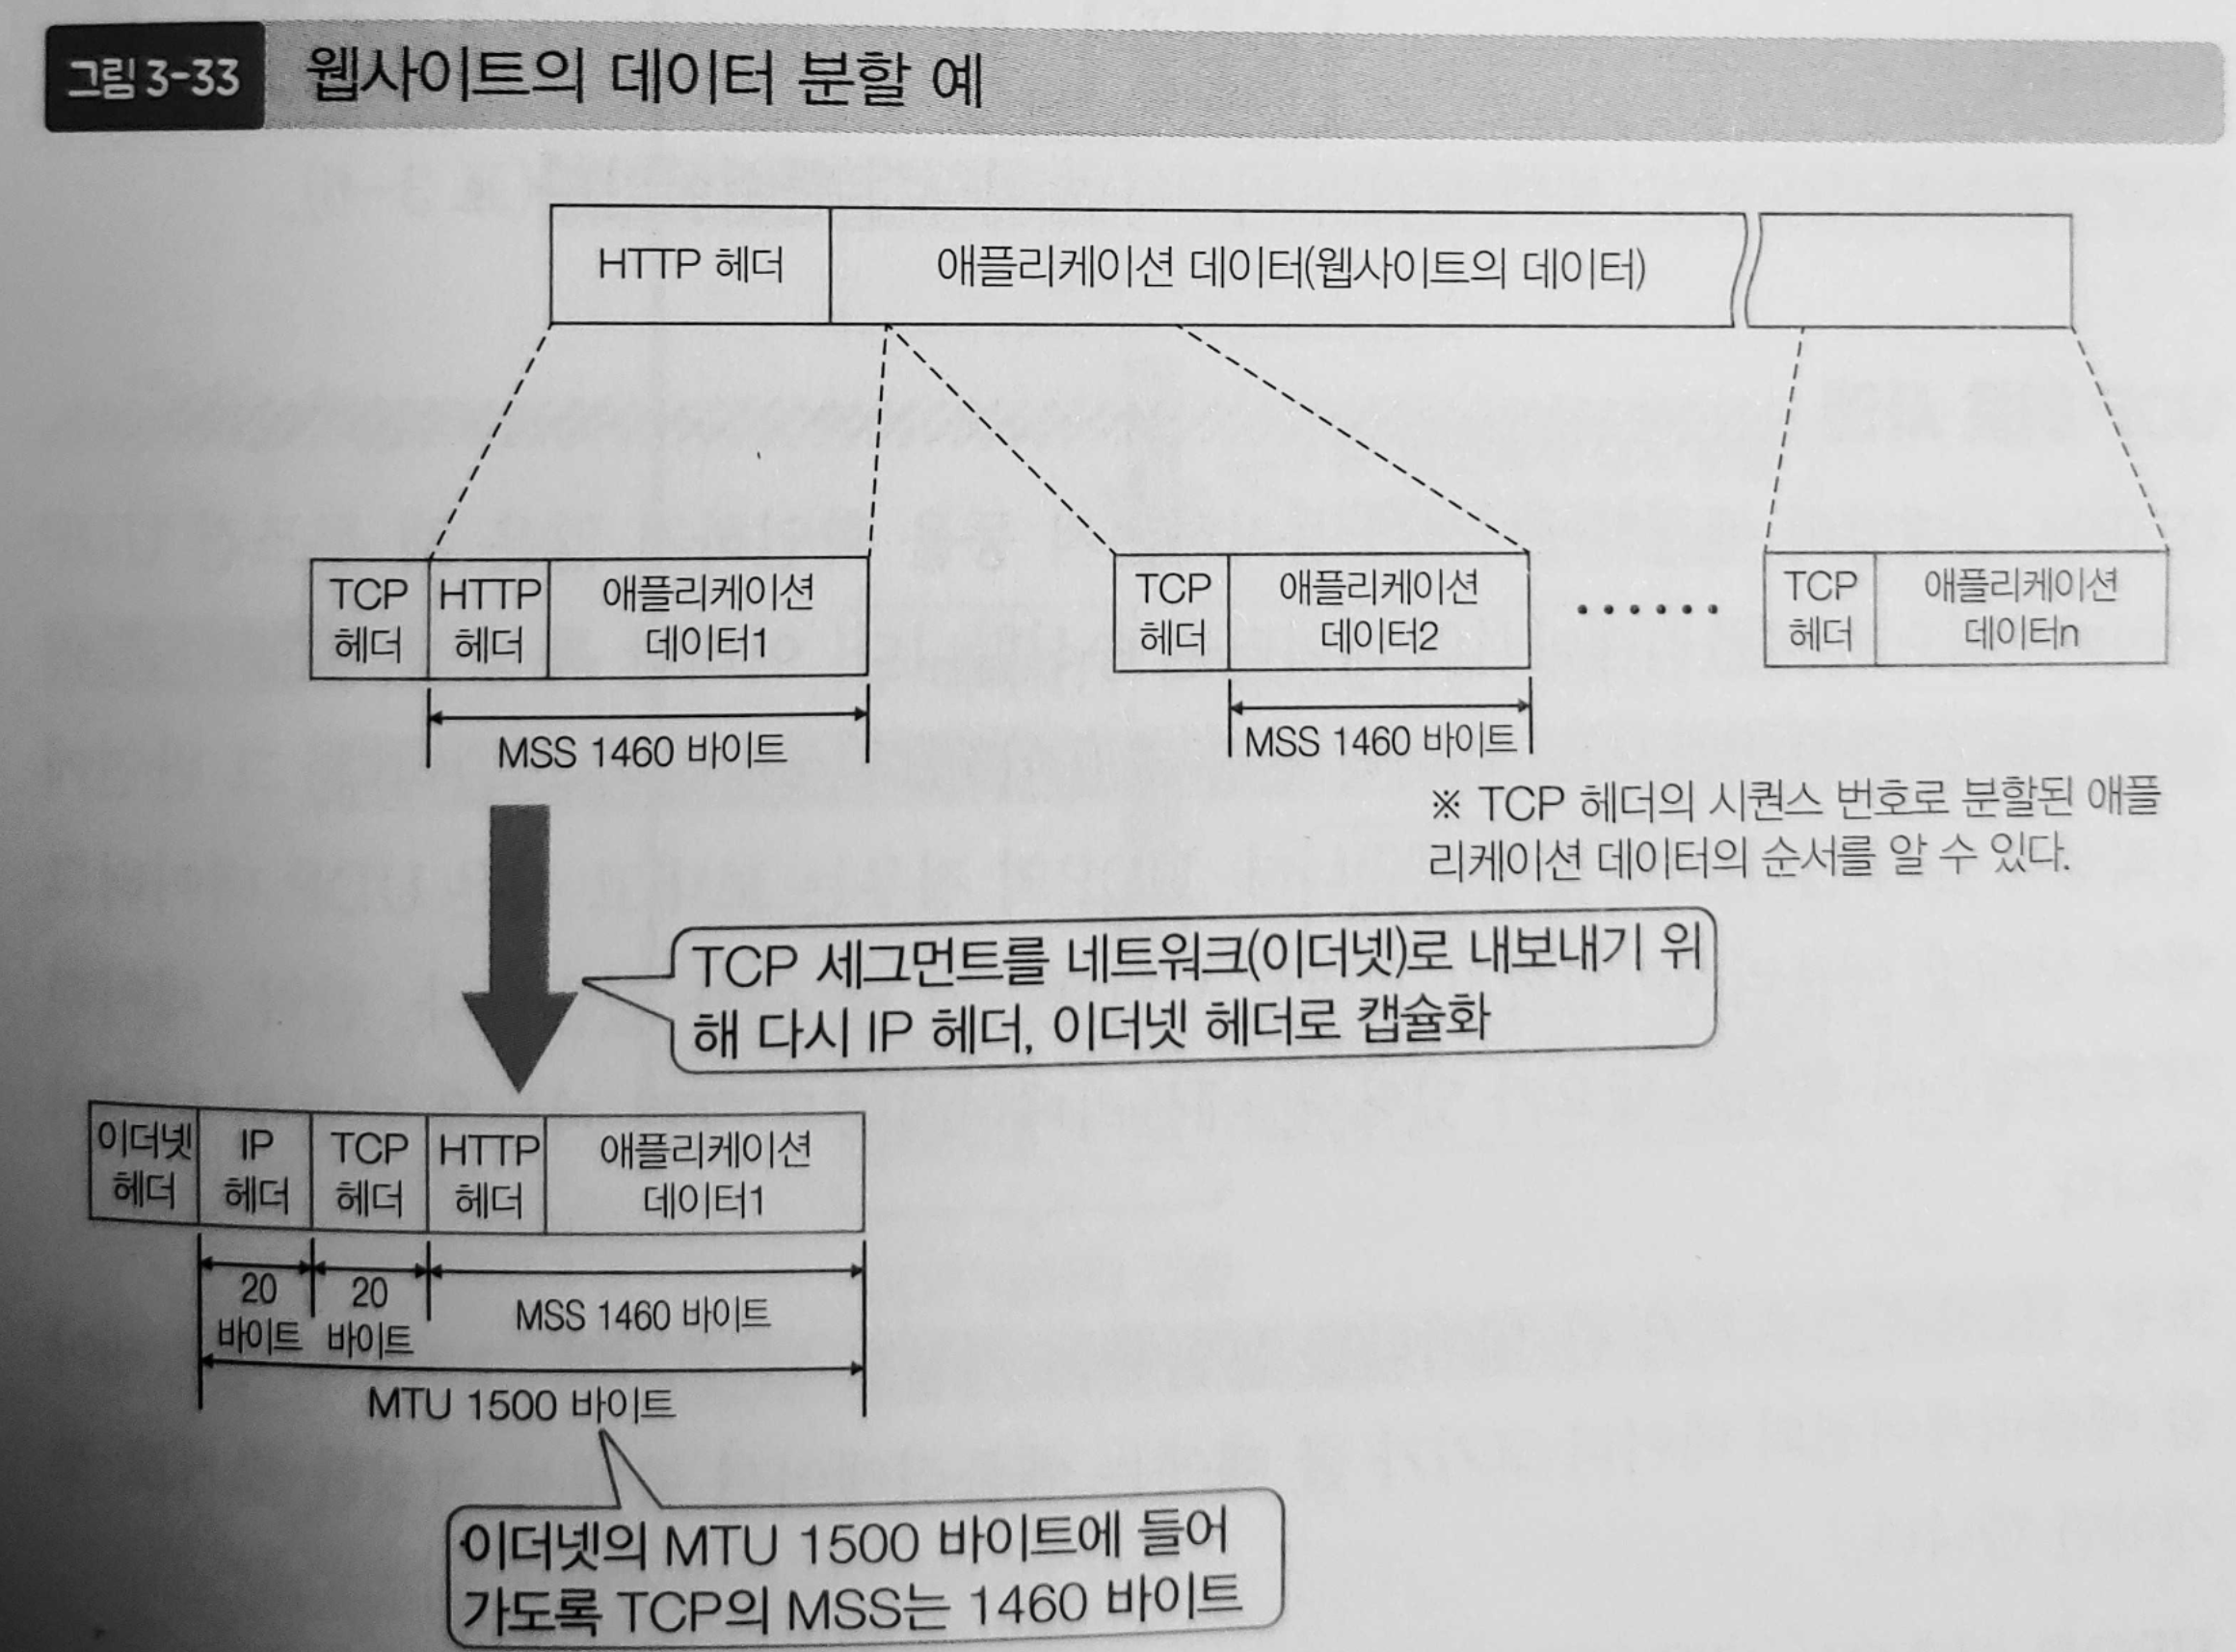 그림 3-33 웹사이트의 데이터 분할 예
HTTP 헤더
애플리케이션 데이터(웹사이트의 데이터)
TCP
헤더
HTTP
헤더
애플리케이션
데이터1
TCP
헤더
애플리케이션
데이터2
······
TCP
헤더
애플리케이션
데이터n
MSS 1460 바이트
MSS 1460 바이트
※ TCP 헤더의 시퀀스 번호로 분할된 애플
리케이션 데이터의 순서를 알 수 있다.
TCP 세그먼트를 네트워크(이더넷)로 내보내기 위
해 다시 IP 헤더, 이더넷 헤더로 캡슐화
이더넷
헤더
IP
헤더
TCP
헤더
HTTP
헤더
애플리케이션
데이터1
20
바이트
20
바이트
MSS 1460 바이트
MTU 1500 바이트
이더넷의 MTU 1500 바이트에 들어
가도록 TCP의 MSS는 1460 바이트